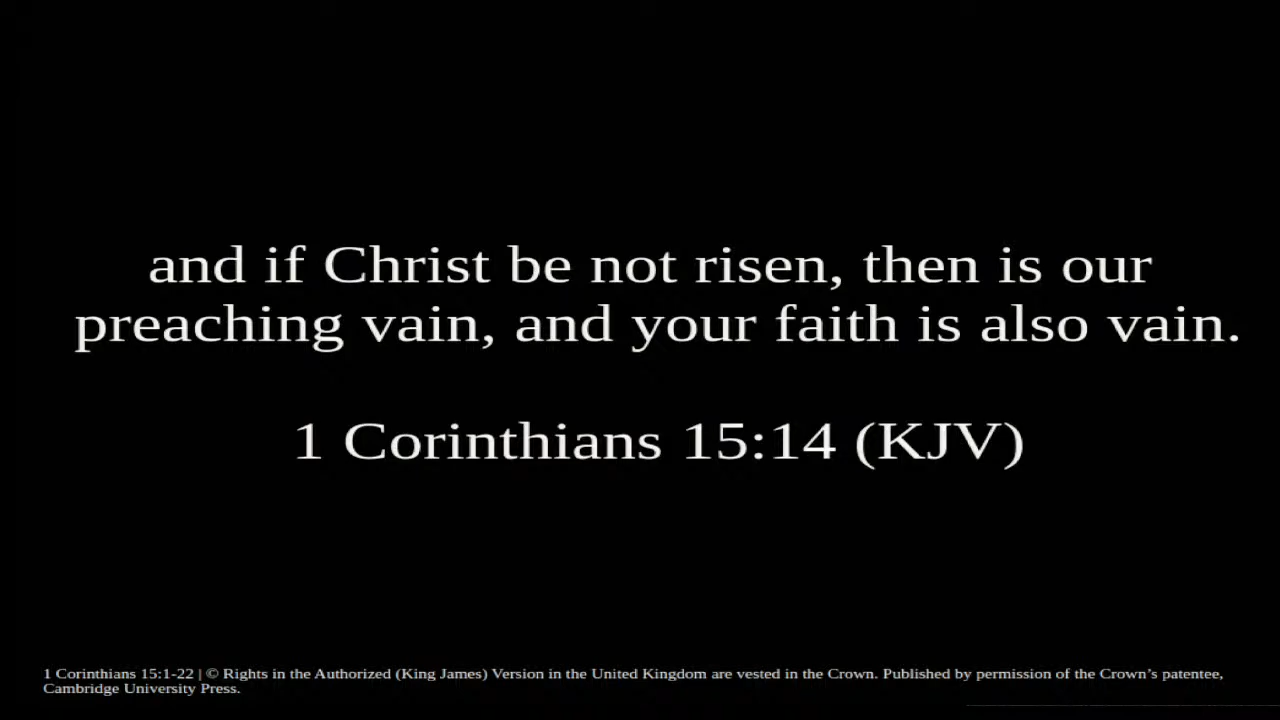 and if Christ be not risen, then is our
preaching vain, and your faith is also vain.
1 Corinthians 15:14 (KJV)
1 Corinthians 15:1-22 | © Rights in the Authorized (King James) Version in the United Kingdom are vested in the Crown. Published by permission of the Crown’s patentee,
Cambridge University Press.